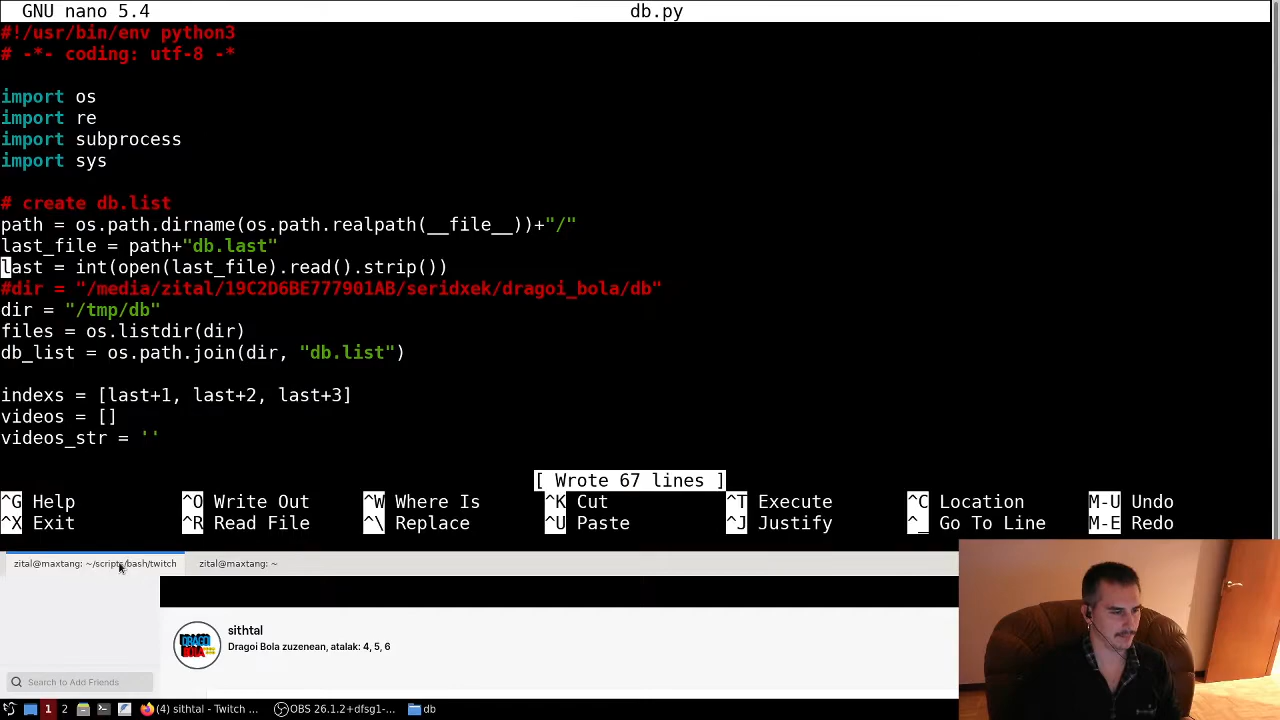 GNU nano 5.4 db.py
#!/usr/bin/env python3
# -*- coding: utf-8 -*
import os
import re
import subprocess
import sys
# create db.list
path = os.path.dirname(os.path.realpath(__file__))+"/"
last_file = path+"db.last"
last = int(open(last_file).read().strip())
#dir = "/media/zital/19C2D6BE777901AB/seridxek/dragoi_bola/db"
dir = "/tmp/db"
files = os.listdir(dir)
db_list = os.path.join(dir, "db.list")
indexs = [last+1, last+2, last+3]
videos = []
videos_str = ''
[ Wrote 67 lines ]
^G Help ^O Write Out ^W Where Is ^K Cut ^T Execute ^C Location M-U Undo
^X Exit ^R Read File ^\ Replace ^U Paste ^J Justify ^_ Go To Line M-E Redo
zital@maxtang: ~/scripts/bash/twitch zital@maxtang: ~
sithtal
DRAGOI BOLA
Dragoi Bola zuzenean, atalak: 4, 5, 6
Search to Add Friends
1 2 (4) sithtal - Twitch ... OBS 26.1.2+dfsg1-... db